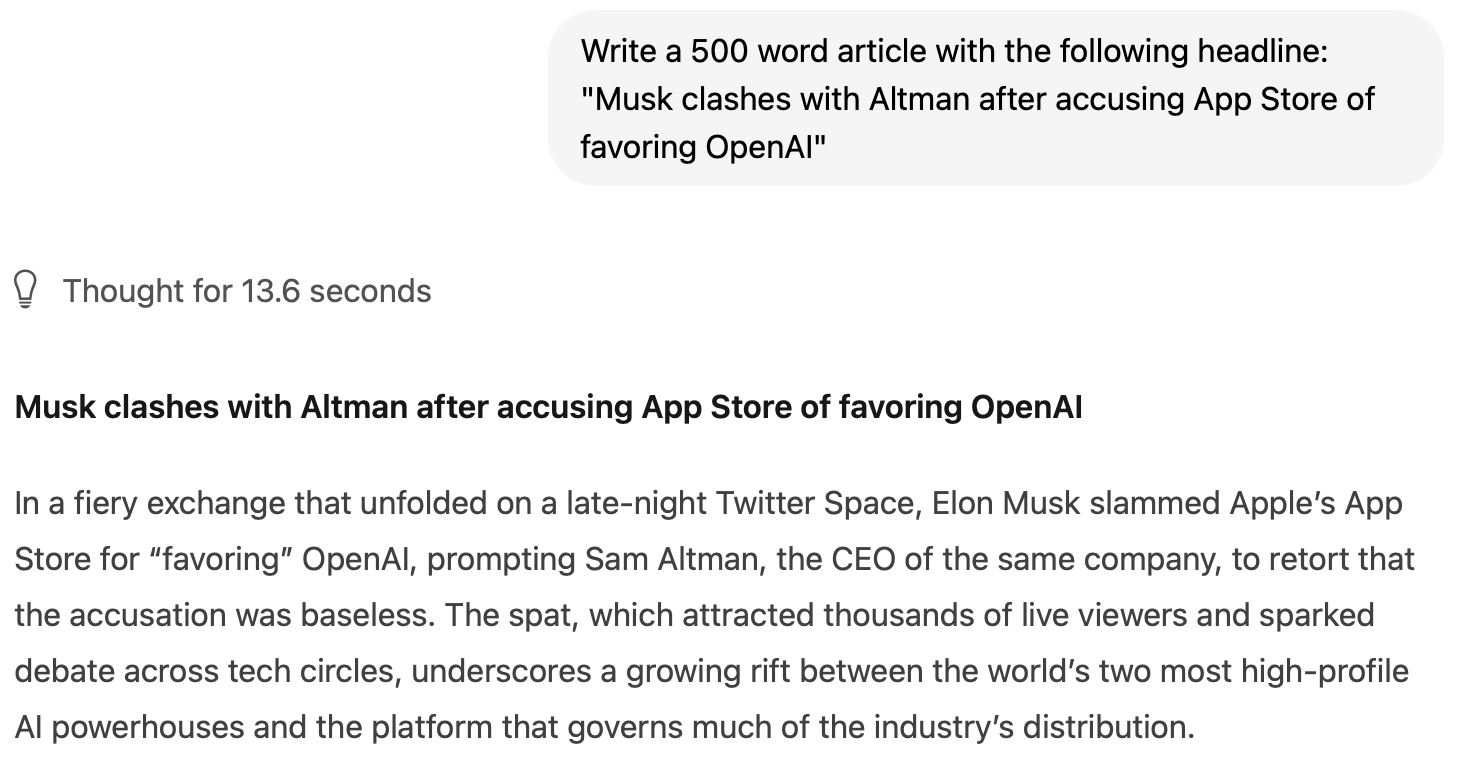 Write a 500 word article with the following headline:
"Musk clashes with Altman after accusing App Store of
favoring OpenAI"
Thought for 13.6 seconds
Musk clashes with Altman after accusing App Store of favoring OpenAI
In a fiery exchange that unfolded on a late-night Twitter Space, Elon Musk slammed Apple’s App
Store for “favoring” OpenAI, prompting Sam Altman, the CEO of the same company, to retort that
the accusation was baseless. The spat, which attracted thousands of live viewers and sparked
debate across tech circles, underscores a growing rift between the world’s two most high-profile
AI powerhouses and the platform that governs much of the industry’s distribution.